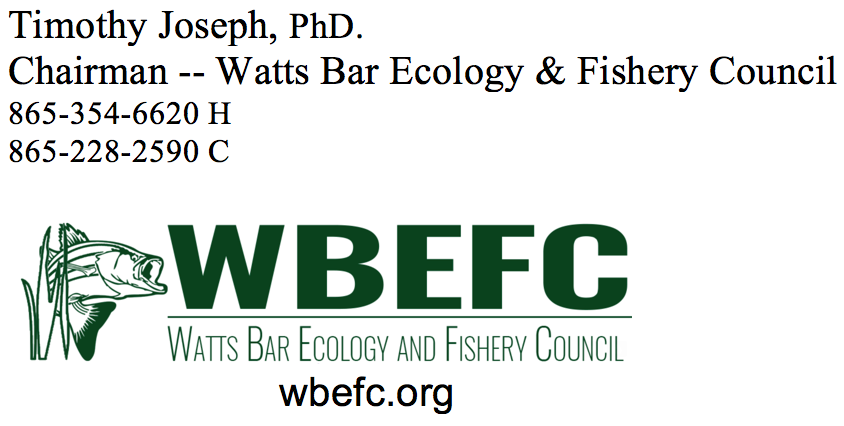 Timothy Joseph, PhD.
Chairman -- Watts Bar Ecology & Fishery Council
865-354-6620 H
865-228-2590 C
WBEFC
WATTS BAR ECOLOGY AND FISHERY COUNCIL
wbefc.org